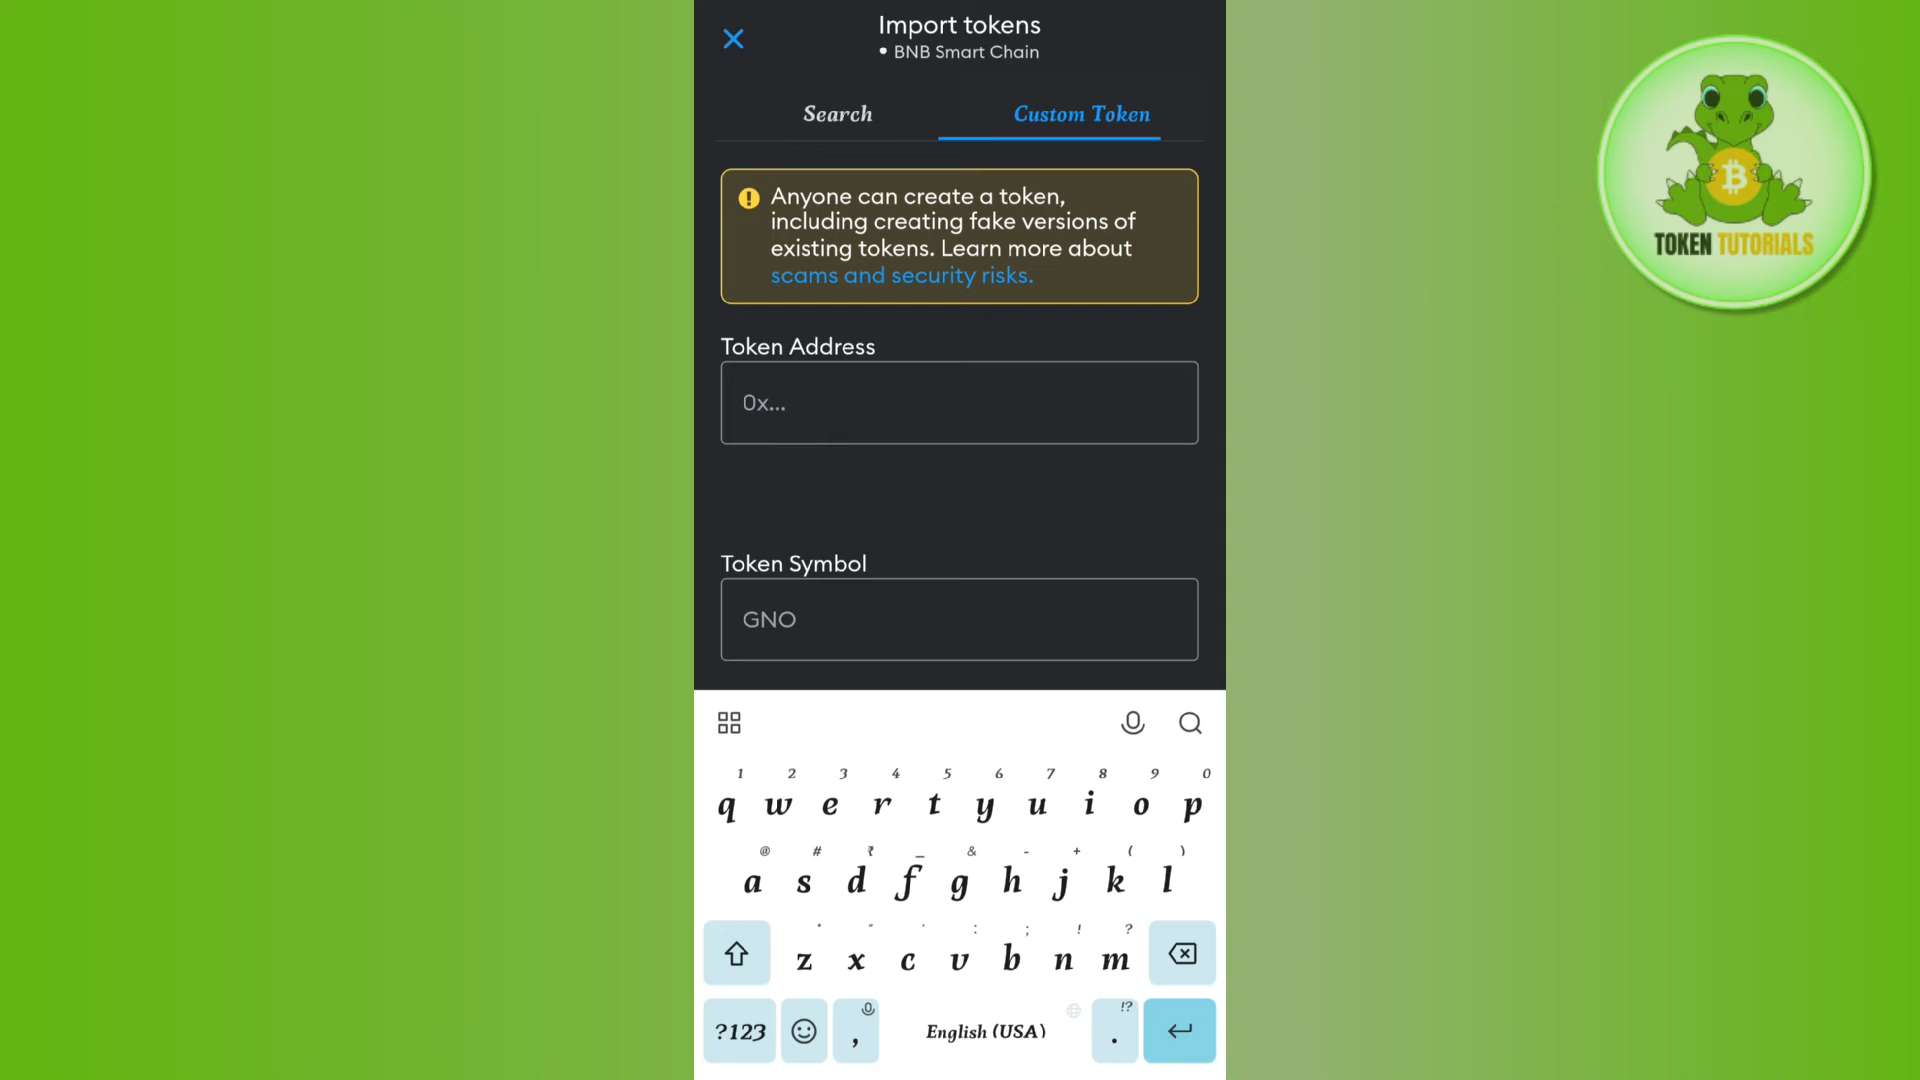 Import tokens
• BNB Smart Chain
Search
Custom Token
Anyone can create a token,
including creating fake versions of
existing tokens. Learn more about
scams and security risks.
Token Address
0x...
Token Symbol
GNO
TOKEN TUTORIALS
1 2 3 4 5 6 7 8 9 0
q w e r t y u i o p
@ # ₹ _ & - + ( )
a s d f g h j k l
* " ' : ; ! ?
z x c v b n m
!?
?123 , English (USA) .